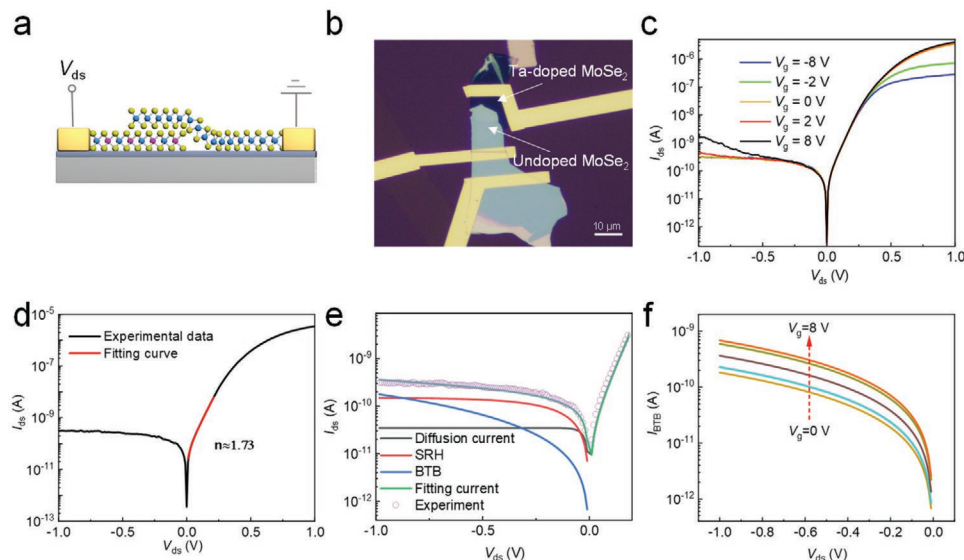 a
V_ds
b
Ta-doped MoSe₂
Undoped MoSe₂
10 μm
c
I_ds (A)
10⁻⁶
10⁻⁸
10⁻¹⁰
10⁻¹²
V_g = -8 V
V_g = -2 V
V_g = 0 V
V_g = 2 V
V_g = 8 V
-1.0 -0.5 0.0 0.5 1.0
V_ds (V)
d
I_ds (A)
10⁻⁵
10⁻⁷
10⁻⁹
10⁻¹¹
10⁻¹³
Experimental data
Fitting curve
n≈1.73
-1.0 -0.5 0.0 0.5 1.0
V_ds (V)
e
I_ds (A)
10⁻⁸
10⁻⁹
10⁻¹⁰
10⁻¹¹
10⁻¹²
Diffusion current
SRH
BTB
Fitting current
Experiment
-1.0 -0.5 0.0
V_ds (V)
f
I_BTB (A)
10⁻⁹
10⁻¹⁰
10⁻¹¹
10⁻¹²
V_g=8 V
V_g=0 V
-1.0 -0.8 -0.6 -0.4 -0.2 0.0
V_ds (V)